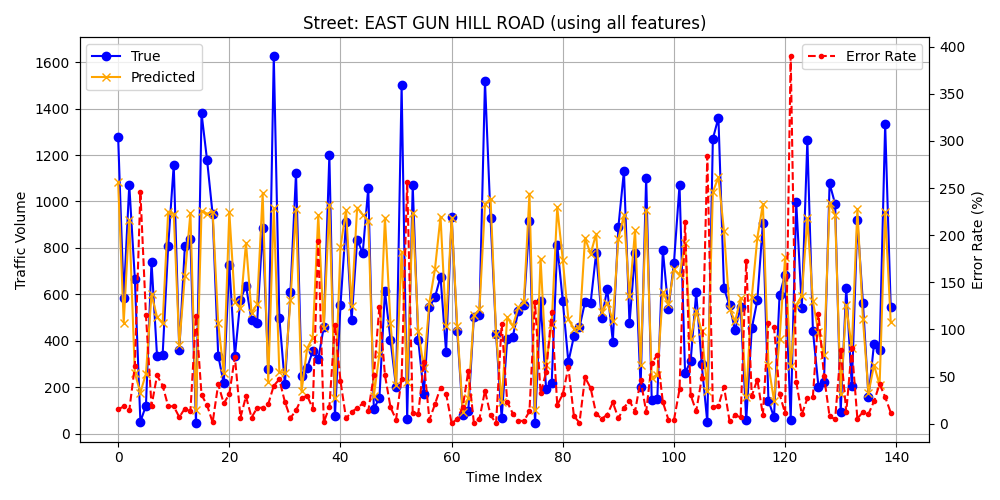 Street: EAST GUN HILL ROAD (using all features)
True
Predicted
Error Rate
Traffic Volume
1600
1400
1200
1000
800
600
400
200
0
400
350
300
250
200
150
100
50
0
Error Rate (%)
0 20 40 60 80 100 120 140
Time Index